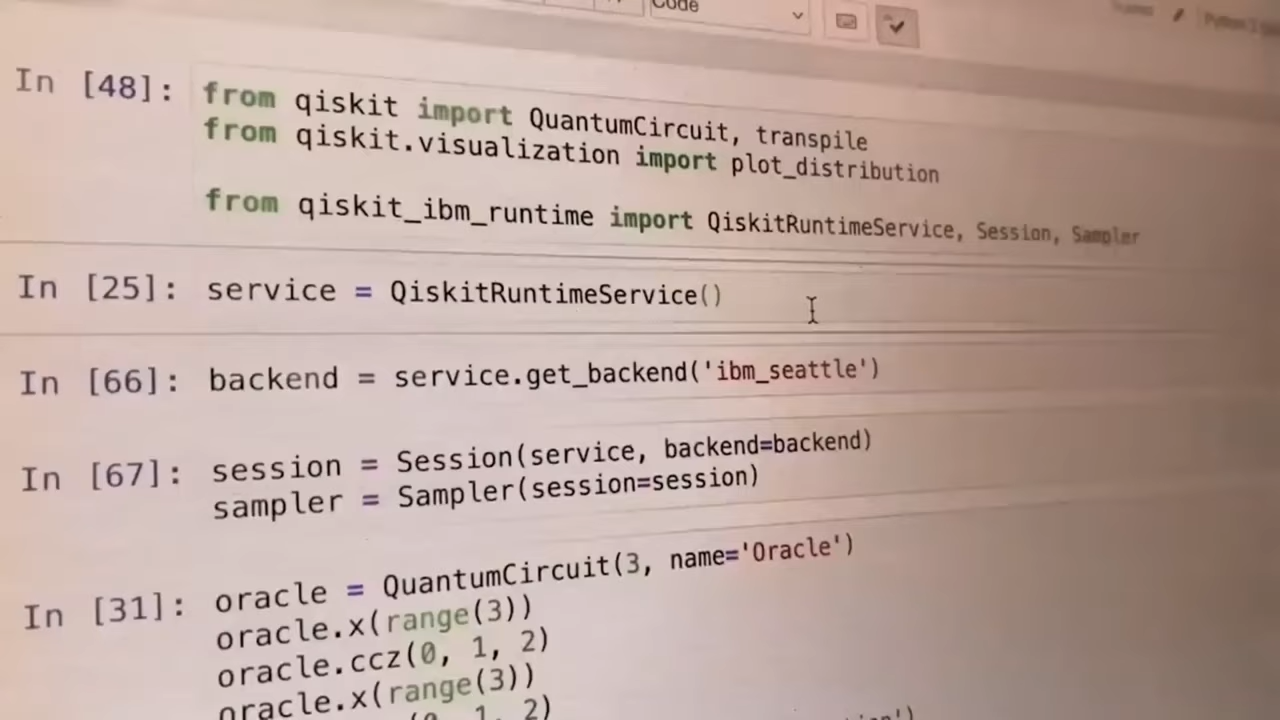 Code
In [48]: from qiskit import QuantumCircuit, transpile
from qiskit.visualization import plot_distribution
from qiskit_ibm_runtime import QiskitRuntimeService, Session, Sampler
In [25]: service = QiskitRuntimeService()
In [66]: backend = service.get_backend('ibm_seattle')
In [67]: session = Session(service, backend=backend)
sampler = Sampler(session=session)
In [31]: oracle = QuantumCircuit(3, name='Oracle')
oracle.x(range(3))
oracle.ccz(0, 1, 2)
oracle.x(range(3))
(0, 1, 2)